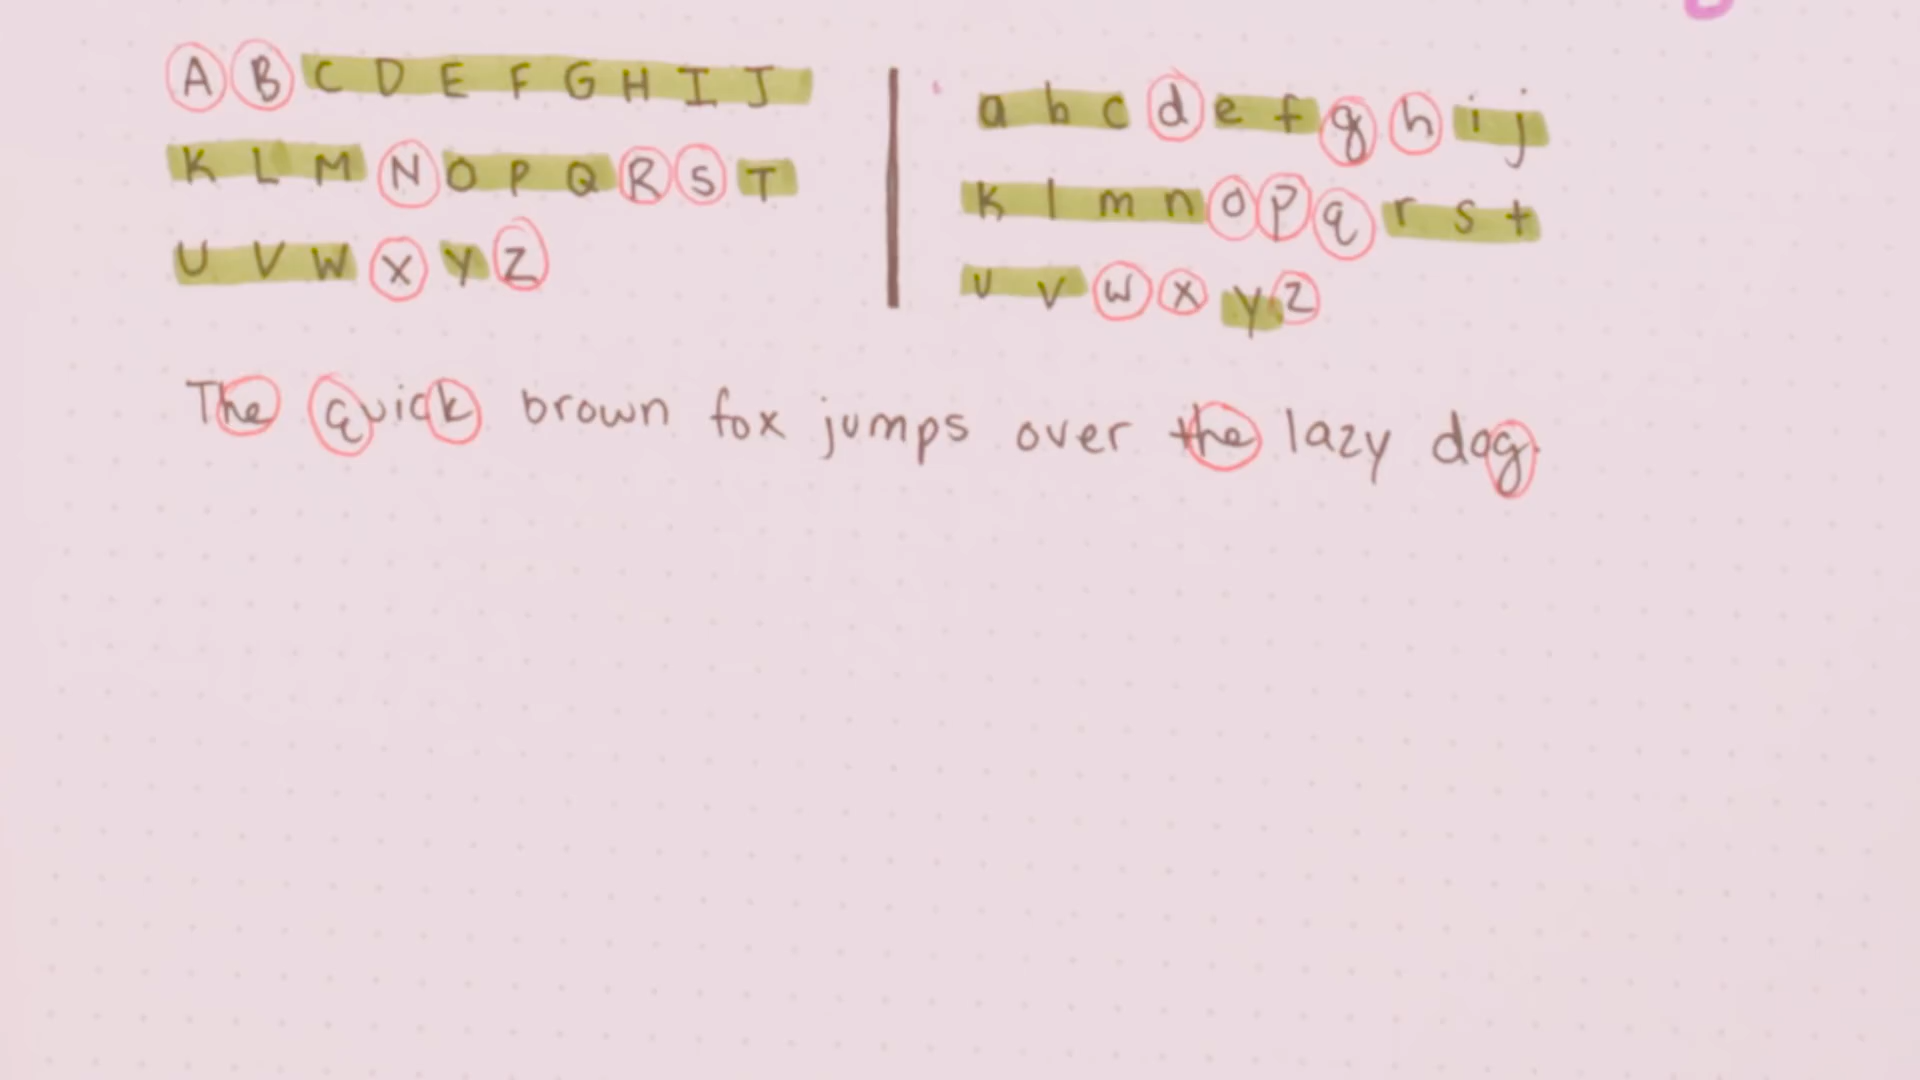 A B C D E F G H I J
K L M N O P Q R S T
U V W X Y Z
a b c d e f g h i j
k l m n o p q r s t
u v w x y z
The quick brown fox jumps over the lazy dog.